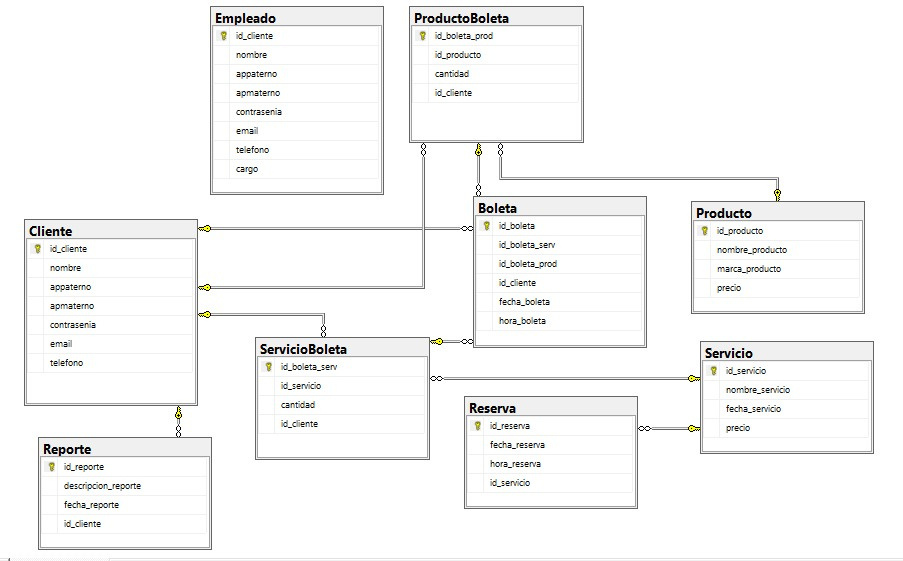 Empleado
id_cliente
nombre
appaterno
apmaterno
contrasenia
email
telefono
cargo
ProductoBoleta
id_boleta_prod
id_producto
cantidad
id_cliente
Cliente
id_cliente
nombre
appaterno
apmaterno
contrasenia
email
telefono
Boleta
id_boleta
id_boleta_serv
id_boleta_prod
id_cliente
fecha_boleta
hora_boleta
Producto
id_producto
nombre_producto
marca_producto
precio
ServicioBoleta
id_boleta_serv
id_servicio
cantidad
id_cliente
Servicio
id_servicio
nombre_servicio
fecha_servicio
precio
Reserva
id_reserva
fecha_reserva
hora_reserva
id_servicio
Reporte
id_reporte
descripcion_reporte
fecha_reporte
id_cliente